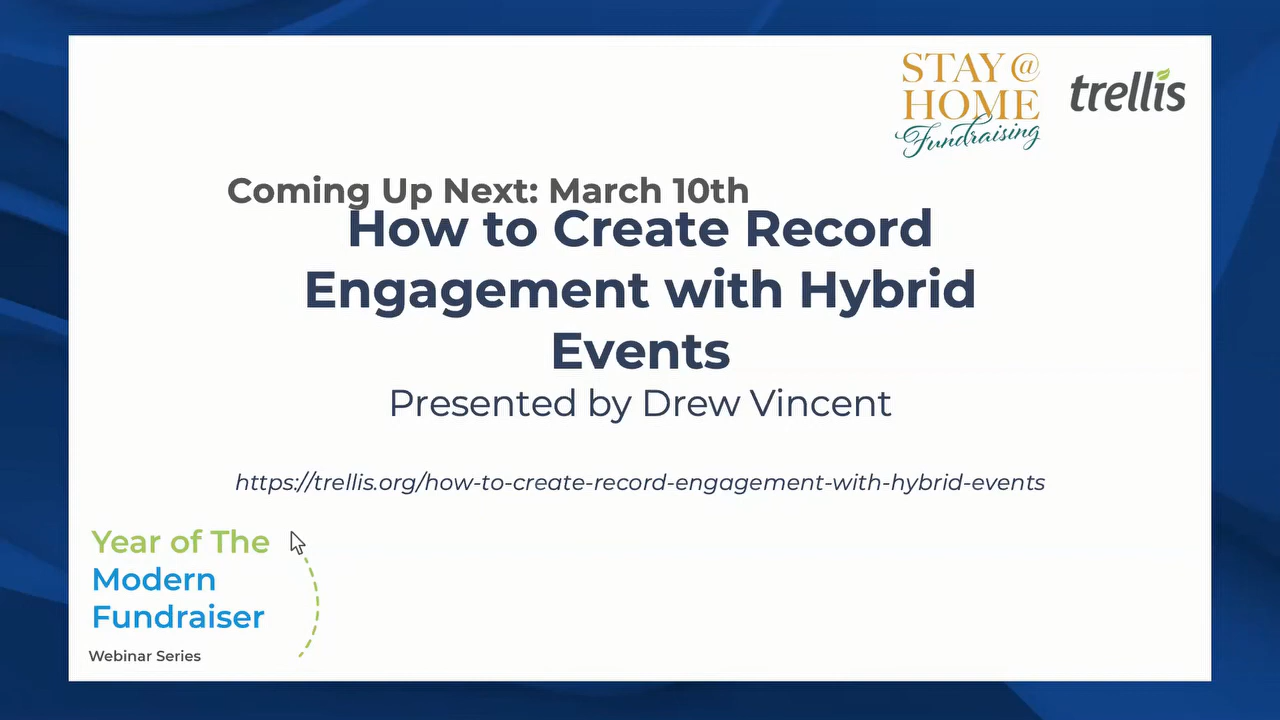 STAY @
HOME
Fundraising
trellis
Coming Up Next: March 10th
How to Create Record
Engagement with Hybrid
Events
Presented by Drew Vincent
https://trellis.org/how-to-create-record-engagement-with-hybrid-events
Year of The
Modern
Fundraiser
Webinar Series